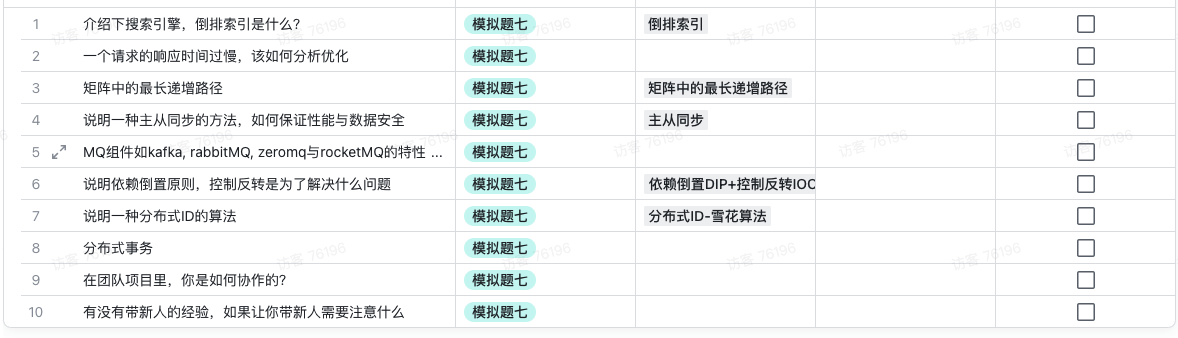 1 介绍下搜索引擎，倒排索引是什么? 模拟题七 倒排索引
2 一个请求的响应时间过慢，该如何分析优化 模拟题七
3 矩阵中的最长递增路径 模拟题七 矩阵中的最长递增路径
4 说明一种主从同步的方法，如何保证性能与数据安全 模拟题七 主从同步
5 MQ组件如kafka, rabbitMQ, zeromq与rocketMQ的特性 ... 模拟题七
6 说明依赖倒置原则，控制反转是为了解决什么问题 模拟题七 依赖倒置DIP+控制反转IOC
7 说明一种分布式ID的算法 模拟题七 分布式ID-雪花算法
8 分布式事务 模拟题七
9 在团队项目里，你是如何协作的? 模拟题七
10 有没有带新人的经验，如果让你带新人需要注意什么 模拟题七
访客 76196